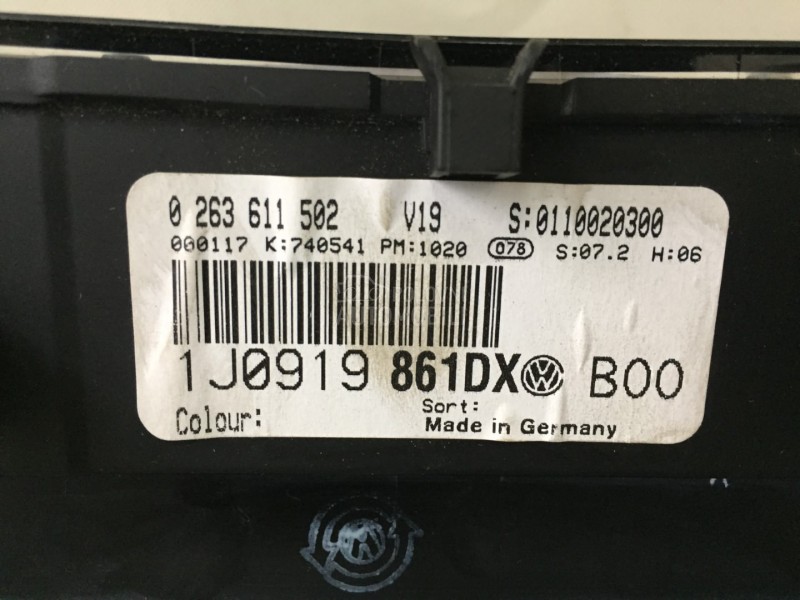 0 263 611 502 V19 S:0110020300
000117 K:740541 PM:1020 078 S:07.2 H:06
1J0919 861DX VW B00
Colour: Sort:
Made in Germany